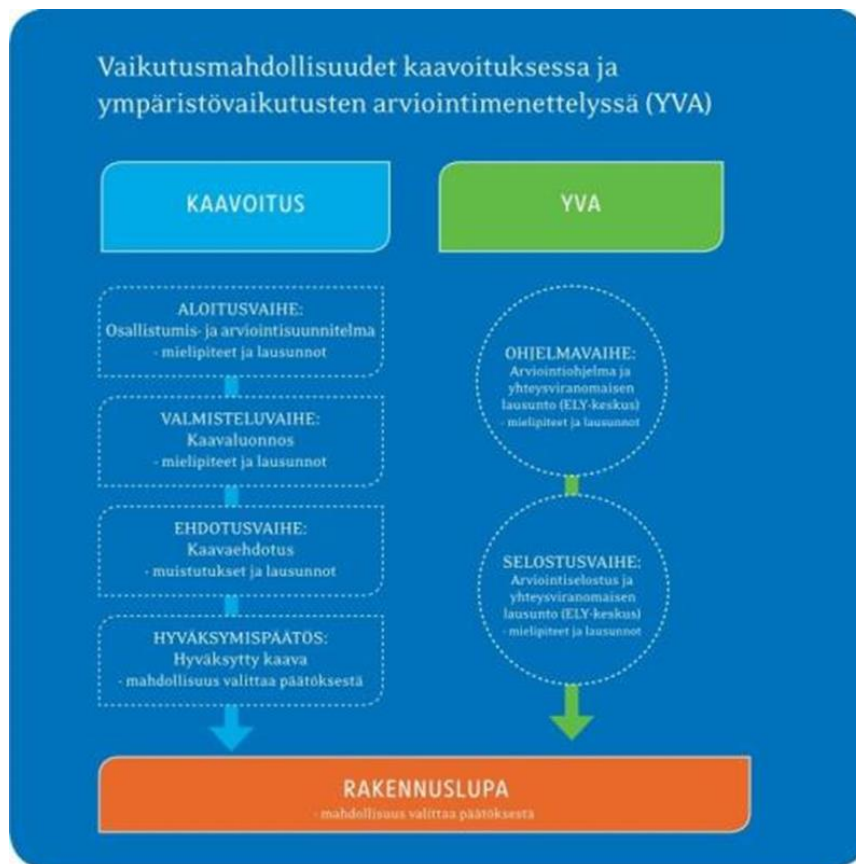 Vaikutusmahdollisuudet kaavoituksessa ja
ympäristövaikutusten arviointimenettelyssä (YVA)
KAAVOITUS
ALOITUSVAIHE:
Osallistumis- ja arviointisuunnitelma
- mielipiteet ja lausunnot
VALMISTELUVAIHE:
Kaavaluonnos
- mielipiteet ja lausunnot
EHDOTUSVAIHE:
Kaavaehdotus
- muistutukset ja lausunnot
HYVÄKSYMISPÄÄTÖS:
Hyväksytty kaava
- mahdollisuus valittaa päätöksestä
YVA
OHJELMAVAIHE:
Arviointiohjelma ja
yhteysviranomaisen
lausunto (ELY-keskus)
- mielipiteet ja lausunnot
SELOSTUSVAIHE:
Arviointiselostus ja
yhteysviranomaisen
lausunto (ELY-keskus)
- mielipiteet ja lausunnot
RAKENNUSLUPA
- mahdollisuus valittaa päätöksestä